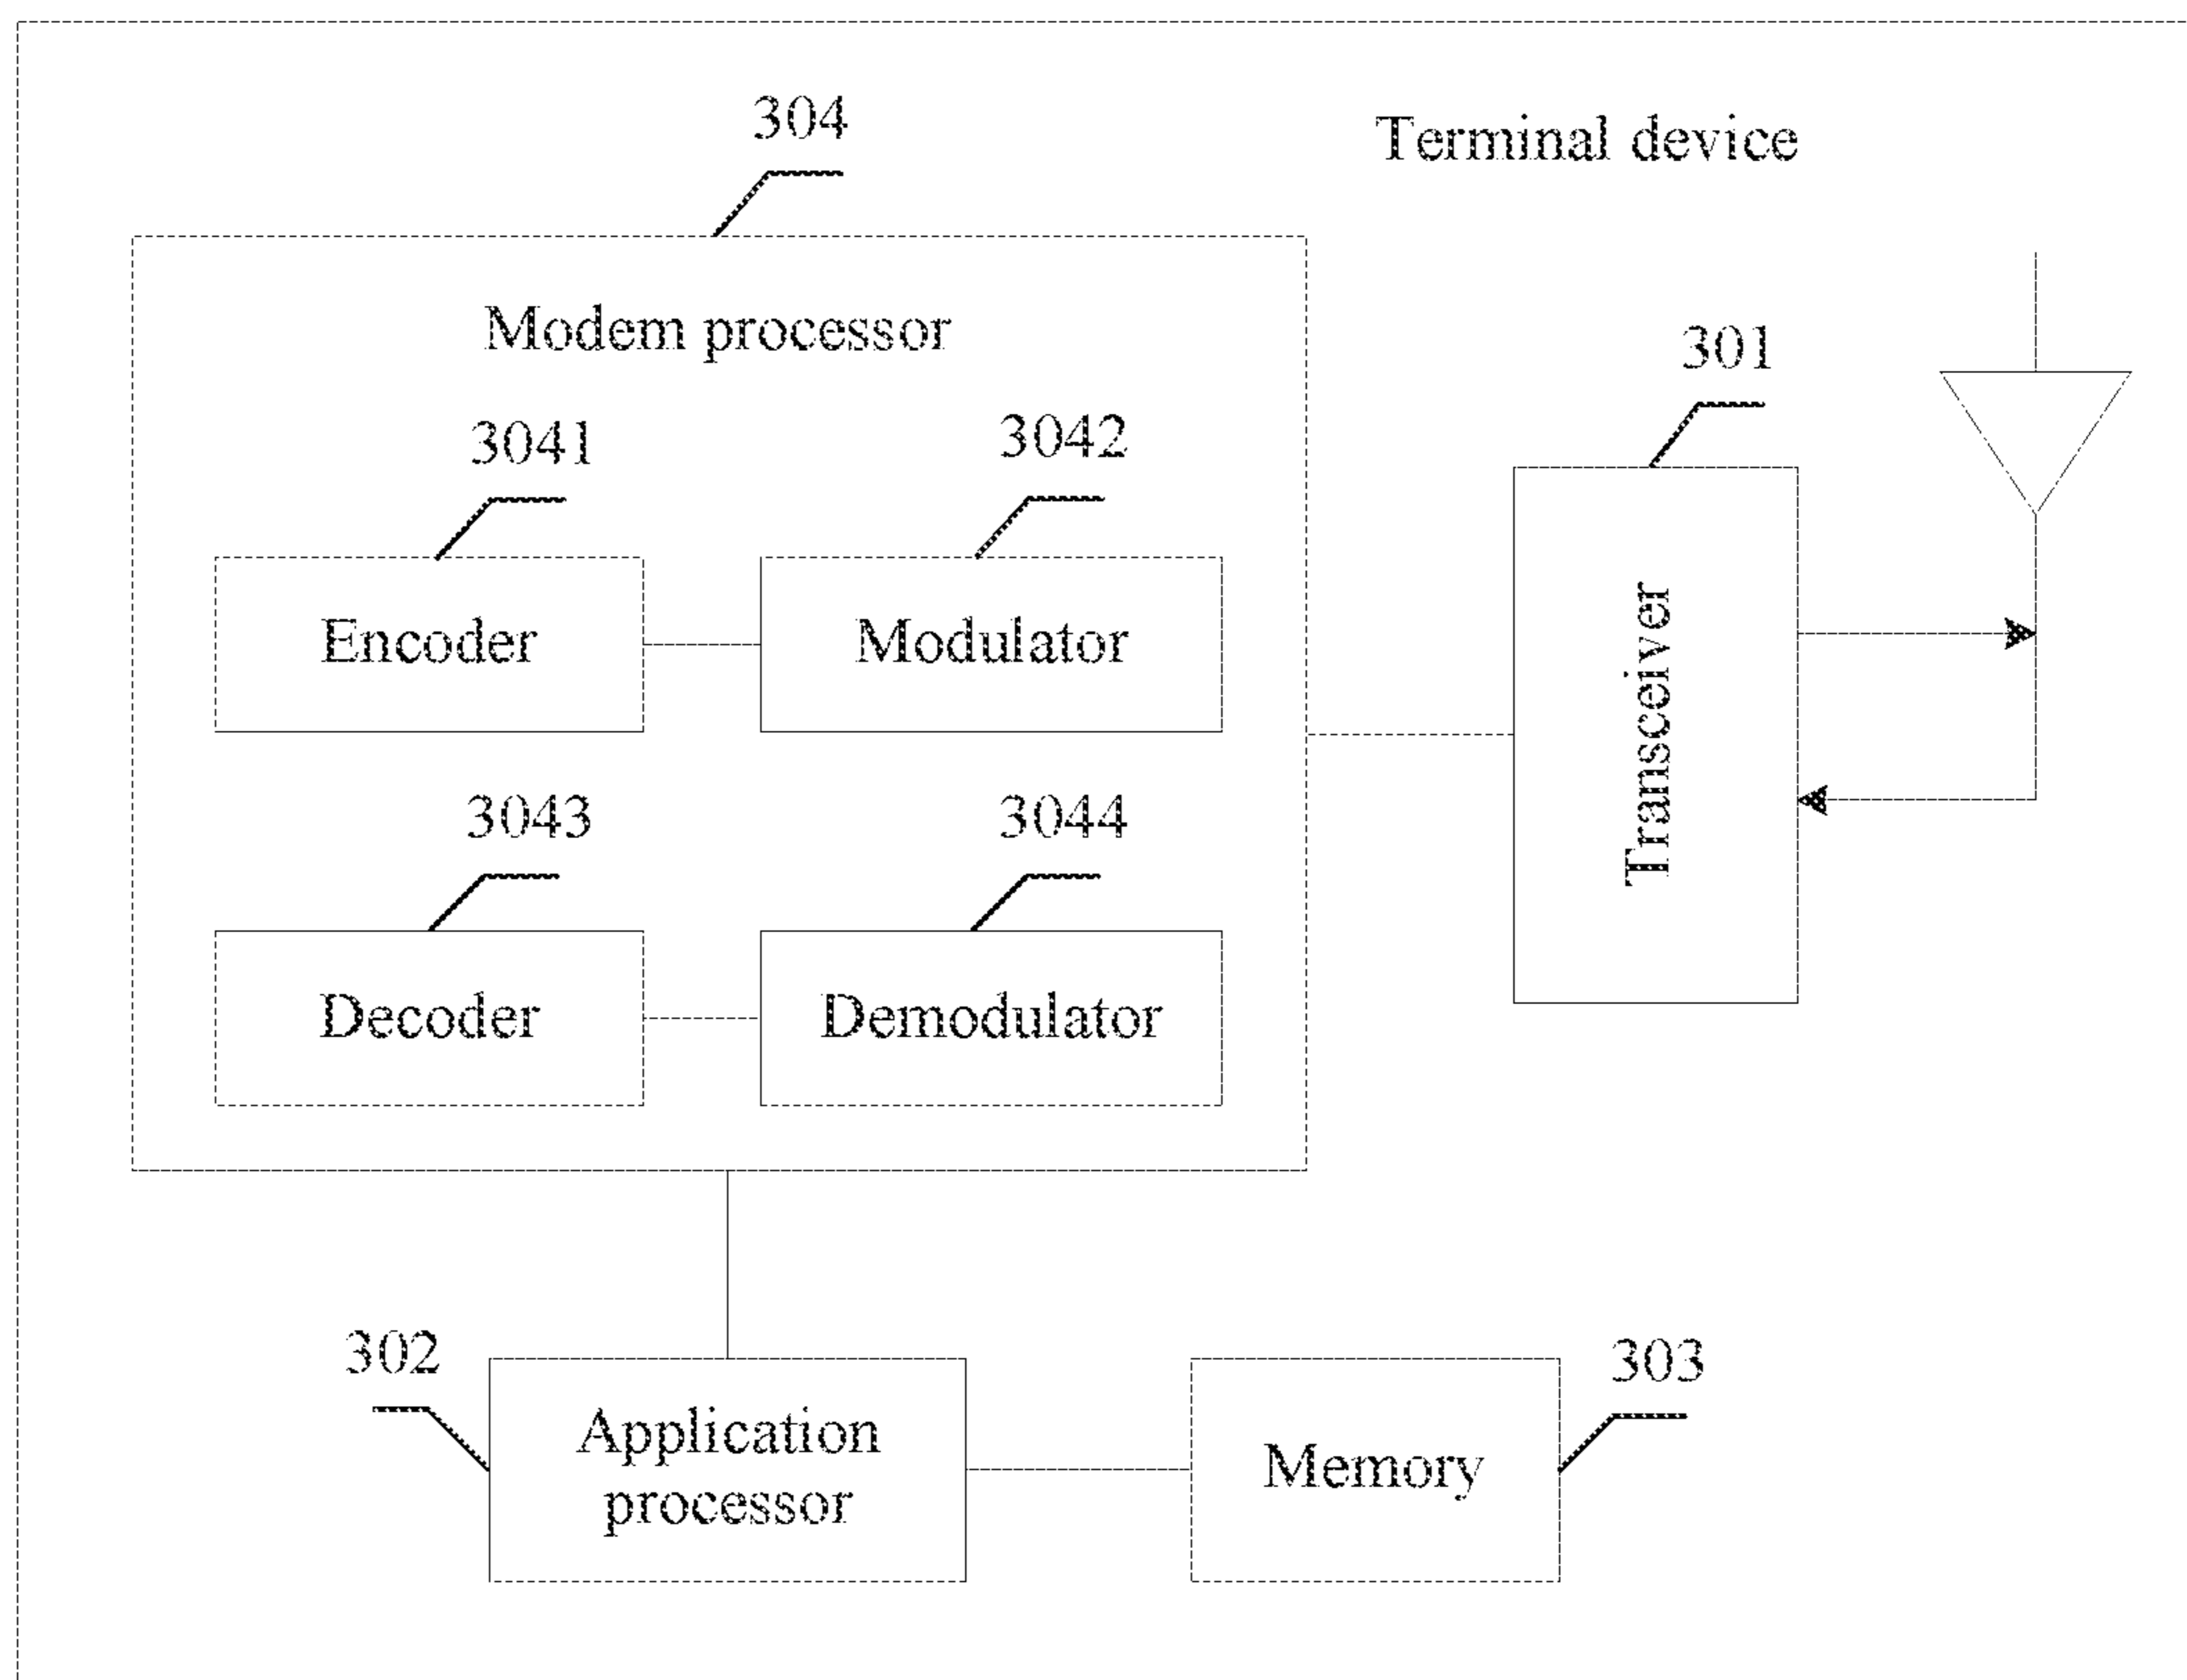 304
Terminal device
Modem processor
301
3041
3042
Encoder
Modulator
Transceiver
3043
3044
Decoder
Demodulator
302
Application
processor
Memory
303